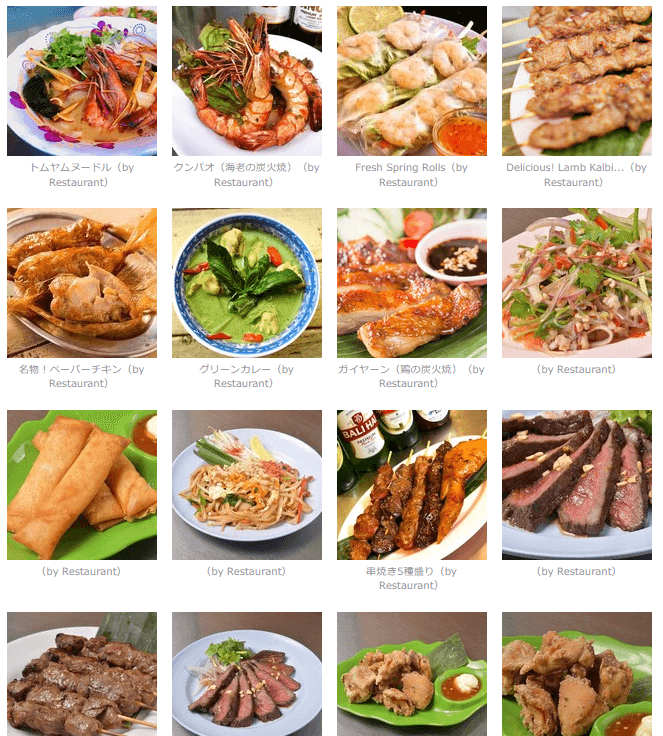 トムヤムヌードル（by
Restaurant）
クンパオ（海老の炭火焼）（by
Restaurant）
Fresh Spring Rolls（by
Restaurant）
Delicious! Lamb Kalbi...（by
Restaurant）
名物！ペーパーチキン（by
Restaurant）
グリーンカレー（by
Restaurant）
ガイヤーン（鶏の炭火焼）（by
Restaurant）
（by Restaurant）
（by Restaurant）
（by Restaurant）
BALI HAI
串焼き5種盛り（by
Restaurant）
（by Restaurant）